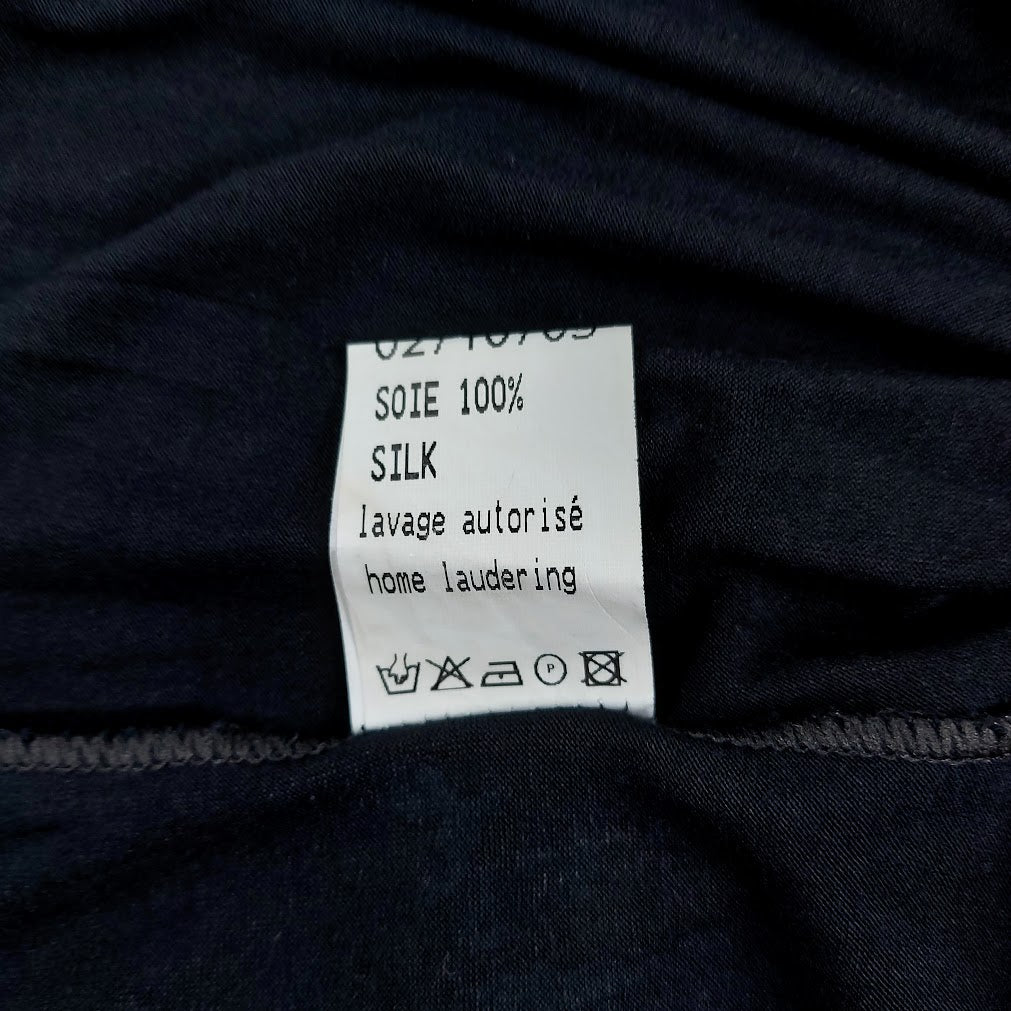 SOIE 100%
SILK
lavage autorisé
home laudering
P